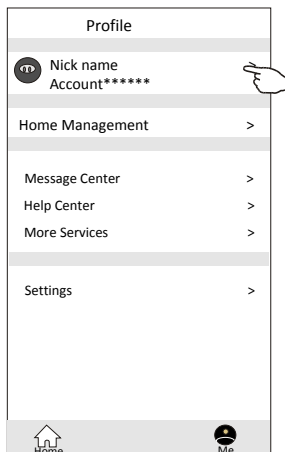 Profile
Nick name
Account******
Home Management >
Message Center >
Help Center >
More Services >
Settings >
Home Me